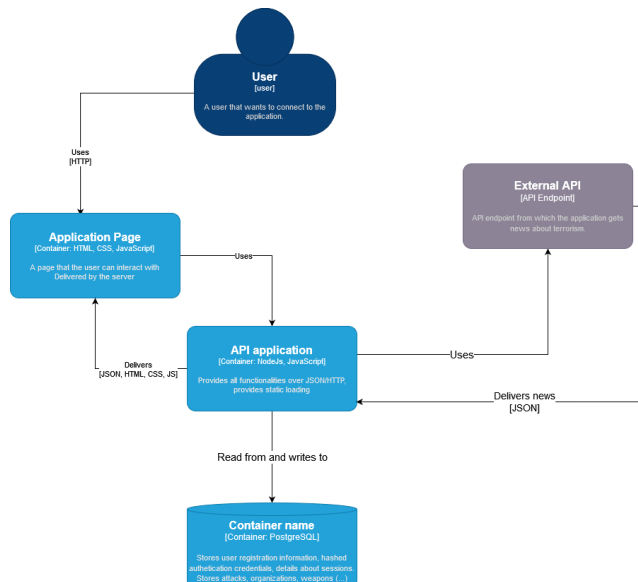 User
[user]
A user that wants to connect to the
application.
Uses
[HTTP]
External API
[API Endpoint]
API endpoint from which the application gets
news about terrorism.
Application Page
[Container: HTML, CSS, JavaScript]
A page that the user can interact with
Delivered by the server
Uses
API application
[Container: NodeJs, JavaScript]
Provides all functionalities over JSON/HTTP,
provides static loading
Uses
Delivers
[JSON, HTML, CSS, JS]
Delivers news
[JSON]
Read from and writes to
Container name
[Container: PostgreSQL]
Stores user registration information, hashed
authetication credentials, details about sessions.
Stores attacks, organizations, weapons (...)